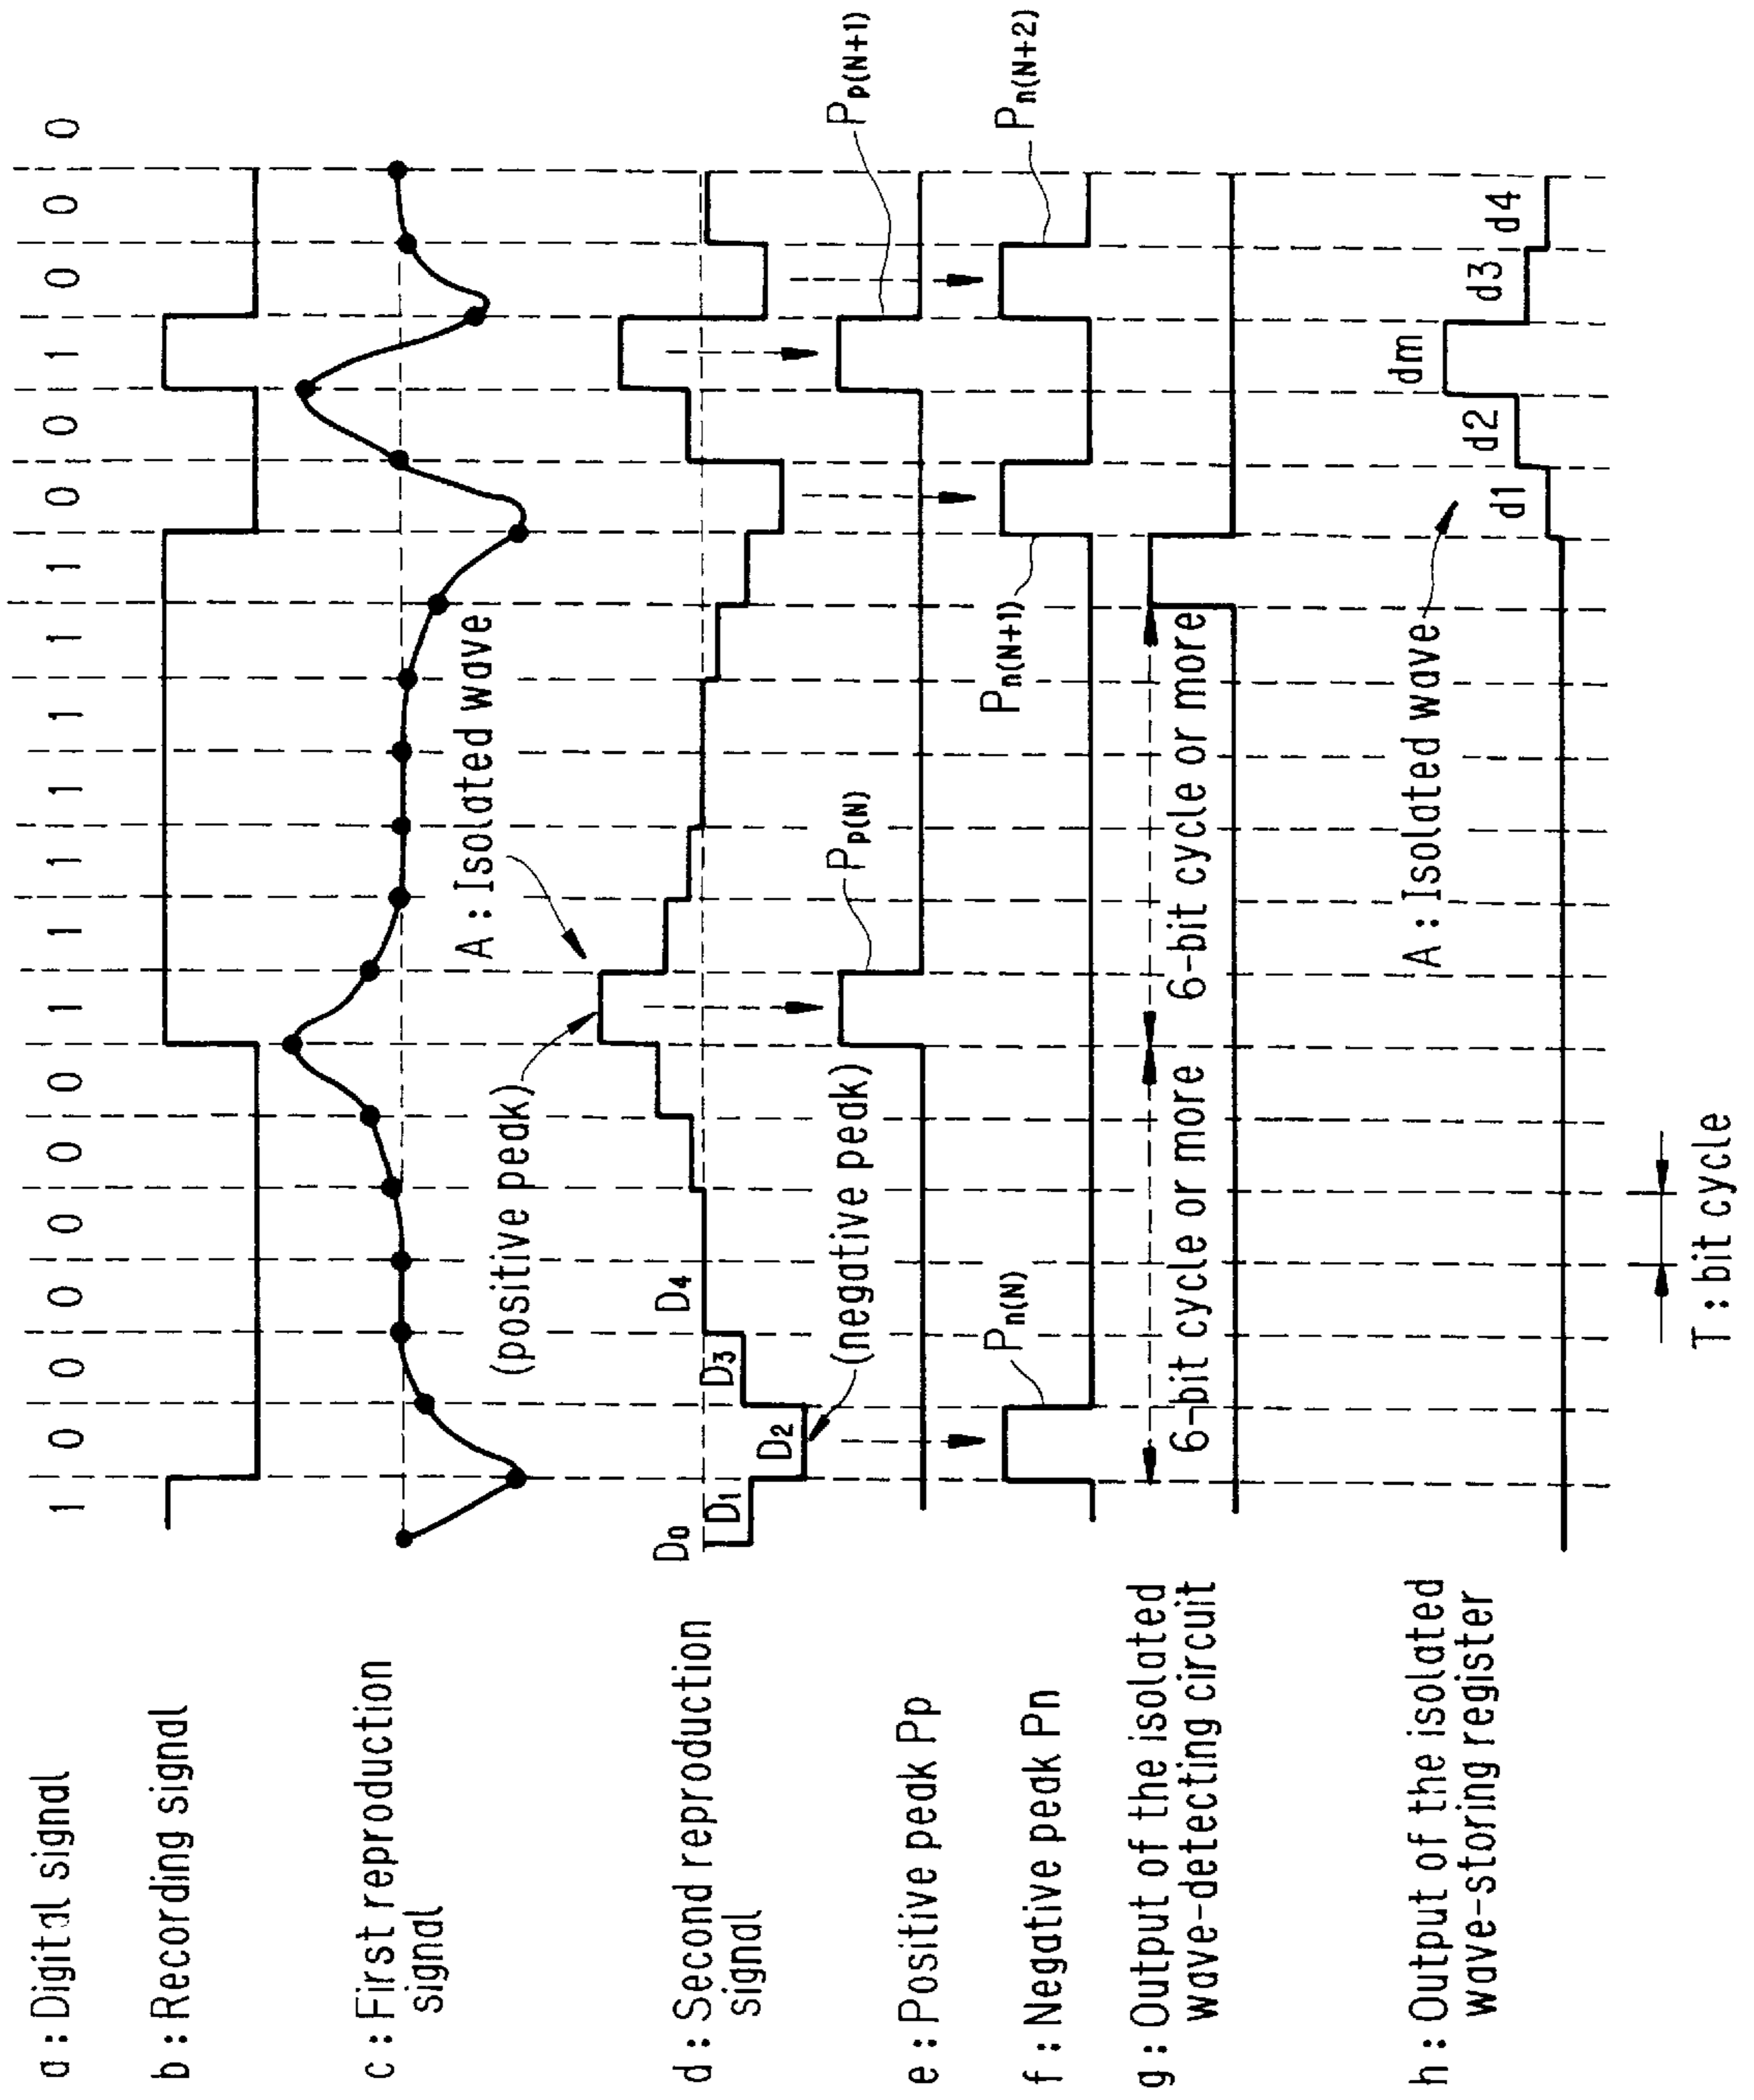 a : Digital signal
1 0 0 0 0 0 0 1 1 1 1 1 1 1 0 0 1 0 0 0
b : Recording signal
c : First reproduction
signal
A : Isolated wave
(positive peak)
d : Second reproduction
signal
D0
D1
D2
D3
D4
(negative peak)
e : Positive peak Pp
Pp(N)
Pp(N+1)
f : Negative peak Pn
Pn(N)
Pn(N+1)
Pn(N+2)
g : Output of the isolated
wave-detecting circuit
6-bit cycle or more
6-bit cycle or more
h : Output of the isolated
wave-storing register
A : Isolated wave
d1
d2
dm
d3
d4
T : bit cycle